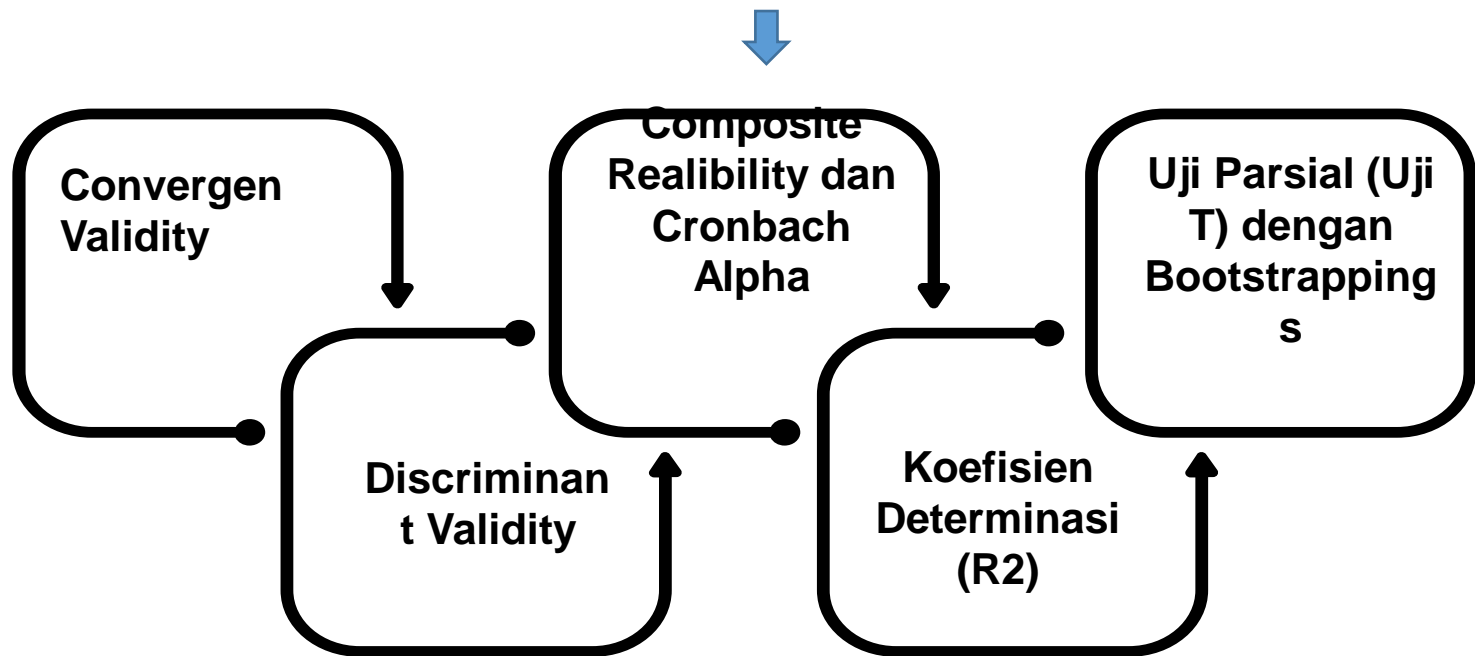 Convergen
Validity
Discriminan
t Validity
Composite
Realibility dan
Cronbach
Alpha
Koefisien
Determinasi
(R2)
Uji Parsial (Uji
T) dengan
Bootstrapping
s